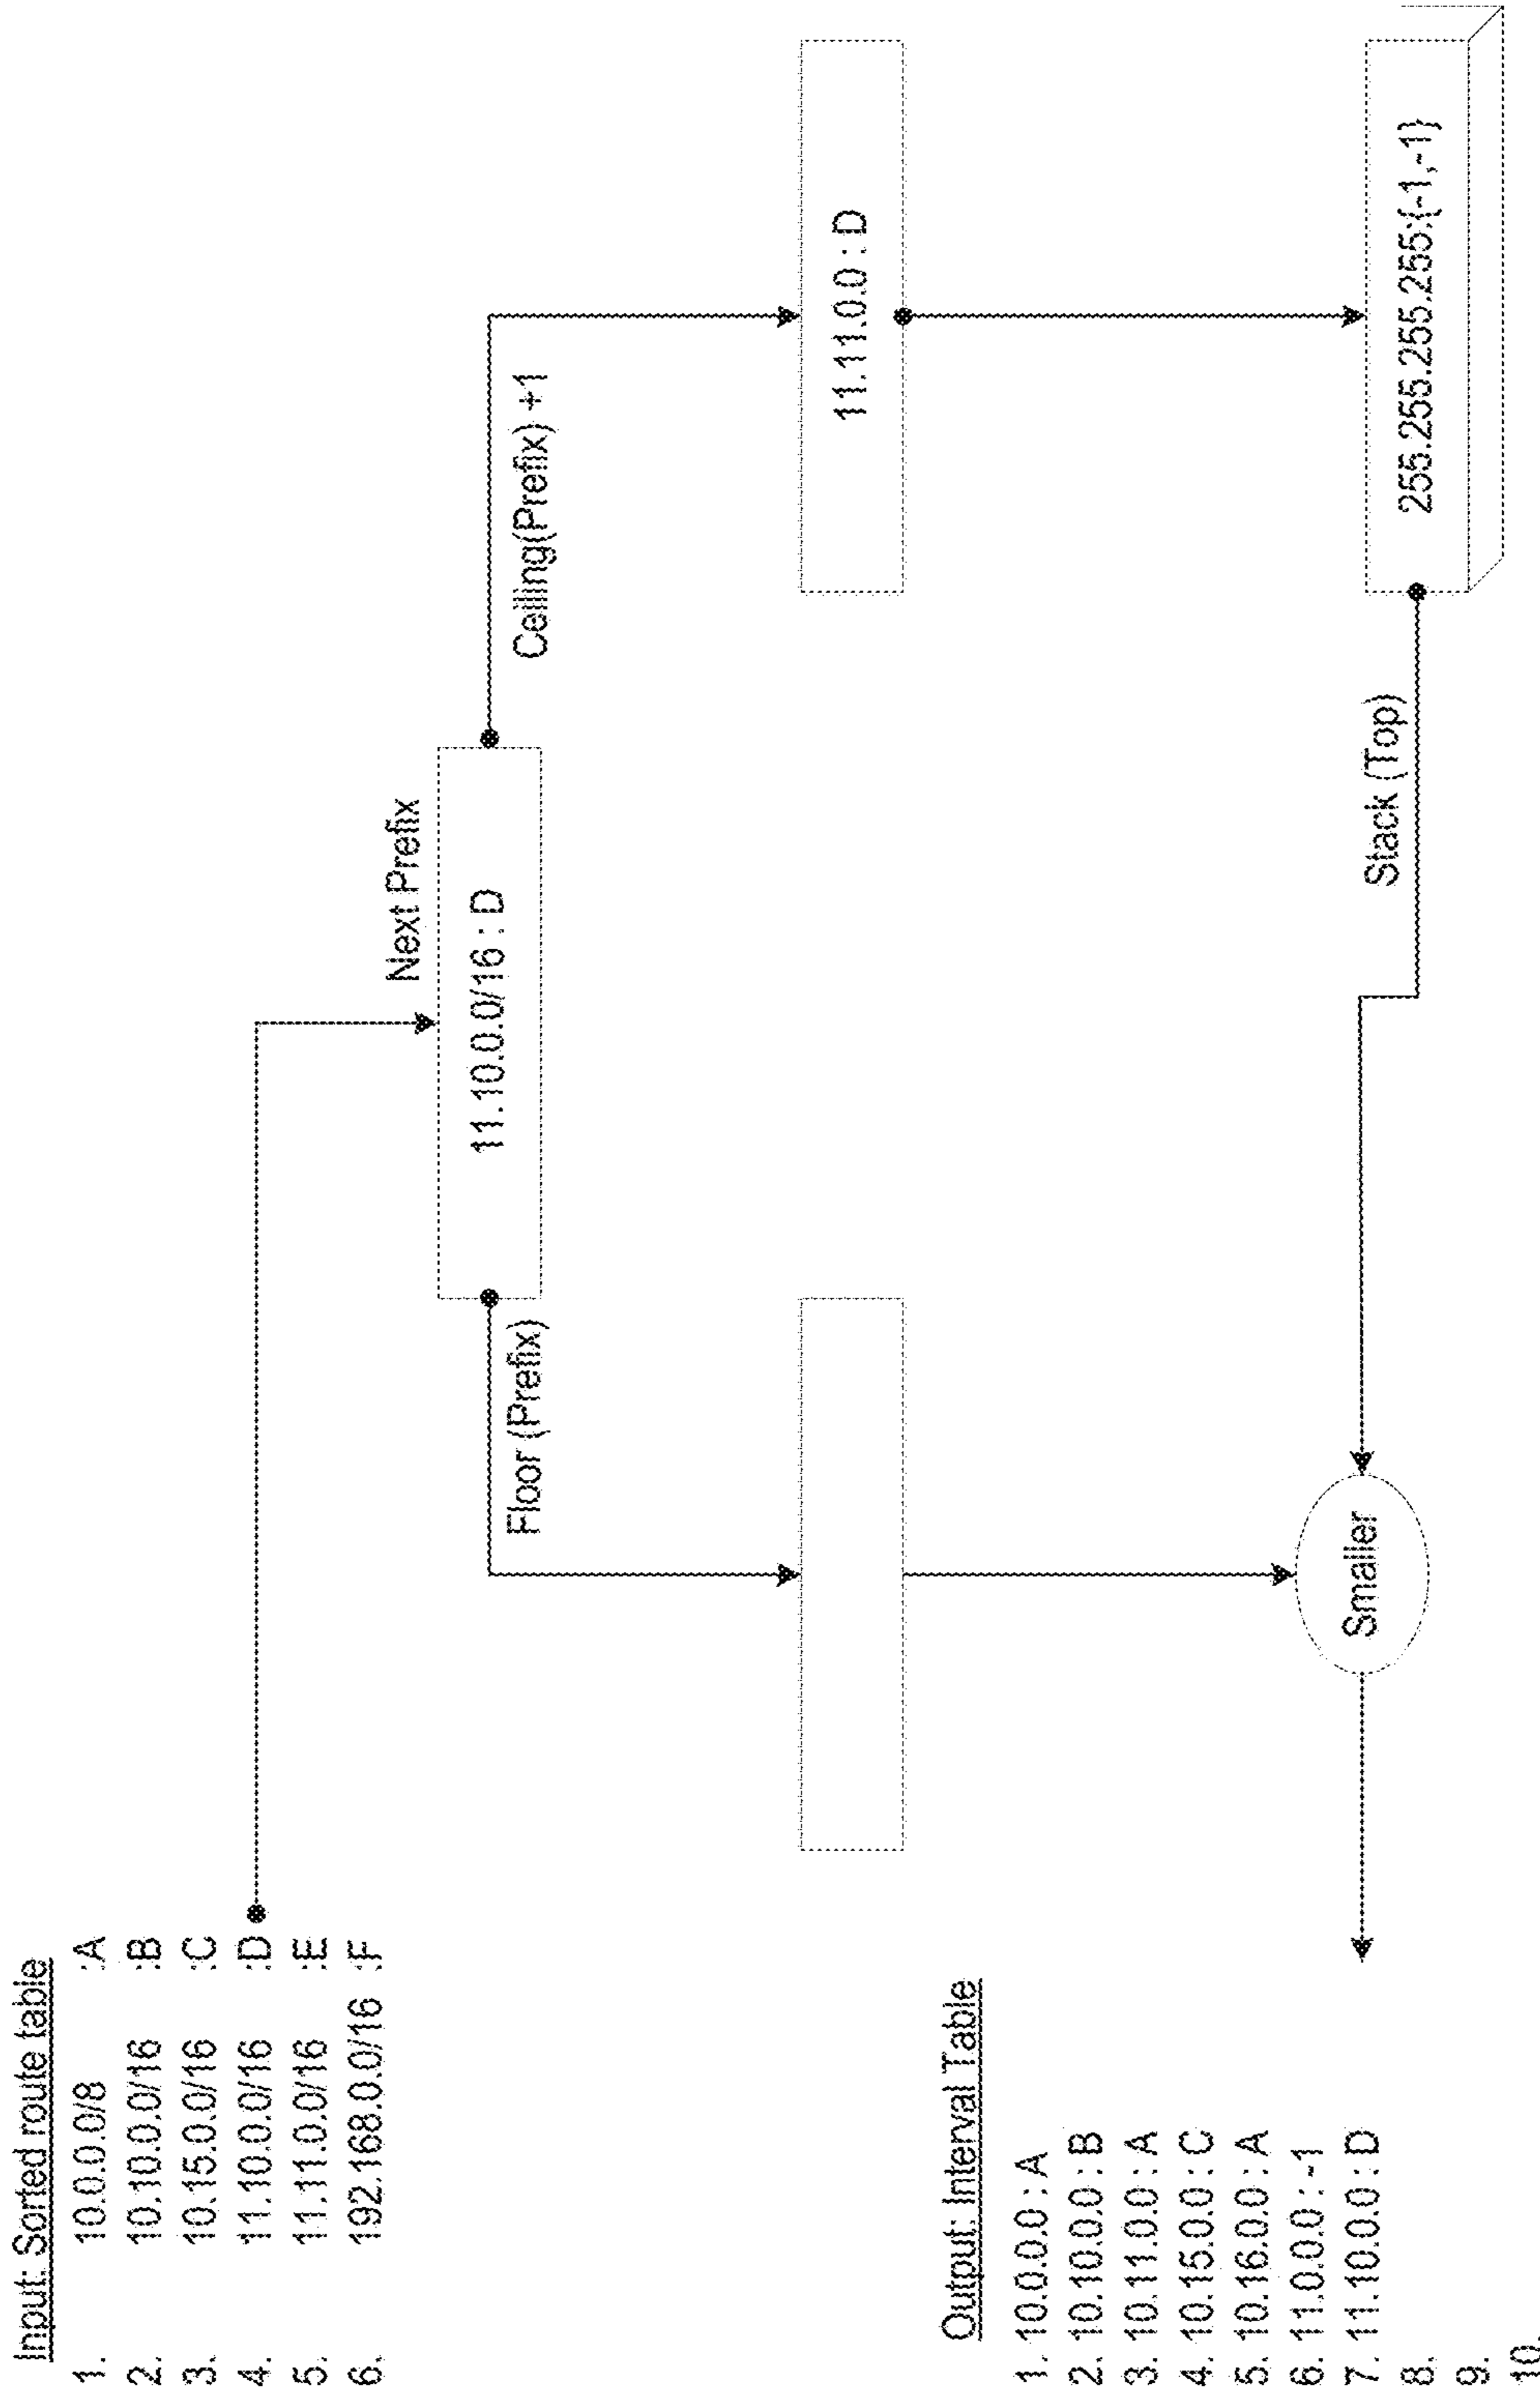 Input: Sorted route table
1. 10.0.0.0/8 :A
2. 10.10.0.0/16 :B
3. 10.15.0.0/16 :C
4. 11.10.0.0/16 :D
5. 11.11.0.0/16 :E
6. 192.168.0.0/16 :F
Next Prefix
11.10.0.0/16 : D
Floor (Prefix)
Ceiling(Prefix) +1
11.11.0.0 : D
Output: Interval Table
1. 10.0.0.0 : A
2. 10.10.0.0 : B
3. 10.11.0.0 : A
4. 10.15.0.0 : C
5. 10.16.0.0 : A
6. 11.0.0.0 : -1
7. 11.10.0.0 : D
8.
9.
10.
Smaller
Stack (Top)
255.255.255.255:{-1,-1}